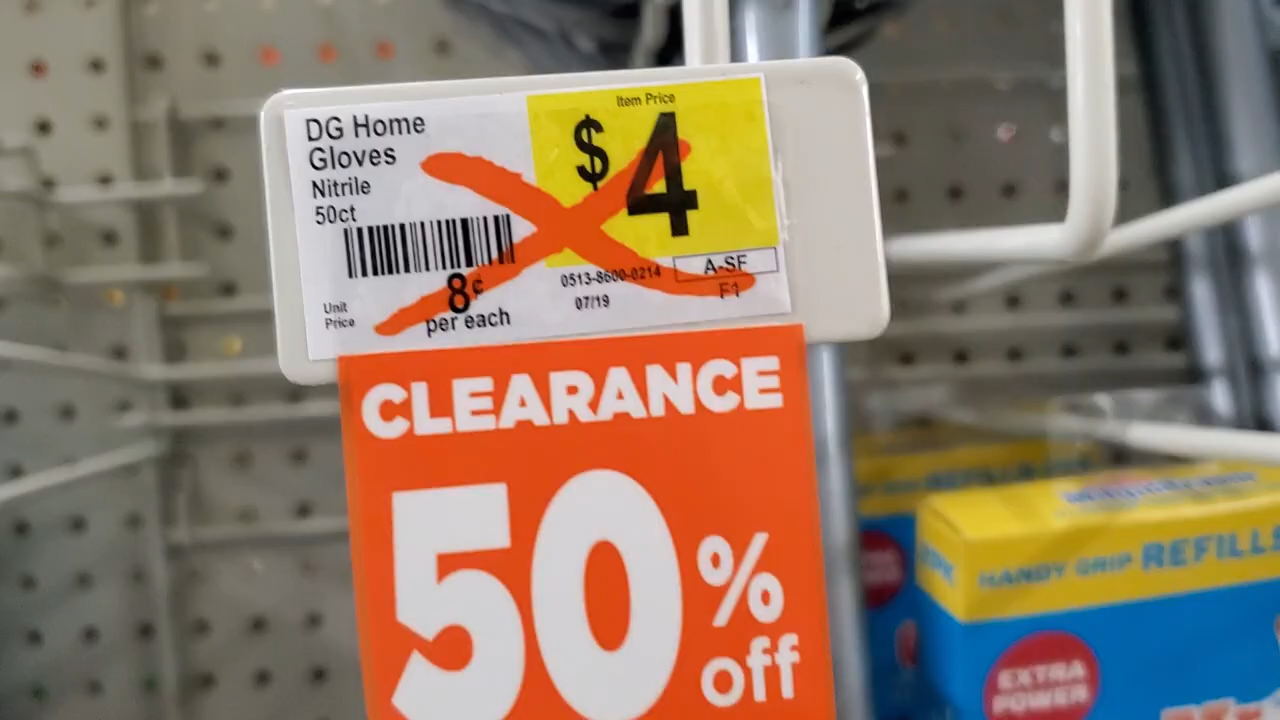 DG Home
Gloves
Nitrile
50ct
Item Price
$4
8¢
per each
Unit
Price
0513-8600-0214
07/19
A-SF
F1
CLEARANCE
50%
off
HANDY GRIP REFILLS
EXTRA
POWER